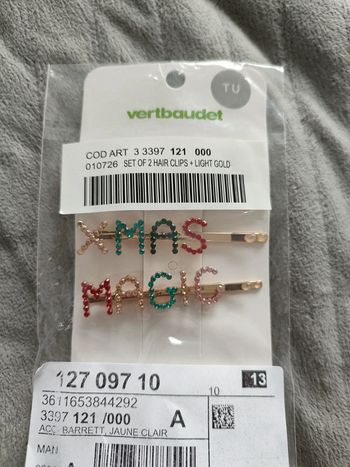 TU
vertbaudet
COD ART 3 3397 121 000
010726 SET OF 2 HAIR CLIPS + LIGHT GOLD
XMAS
MAGIC
127 097 10
10
13
3611653844292
3397 121 /000
A
ACC BARRETT, JAUNE CLAIR
MAN